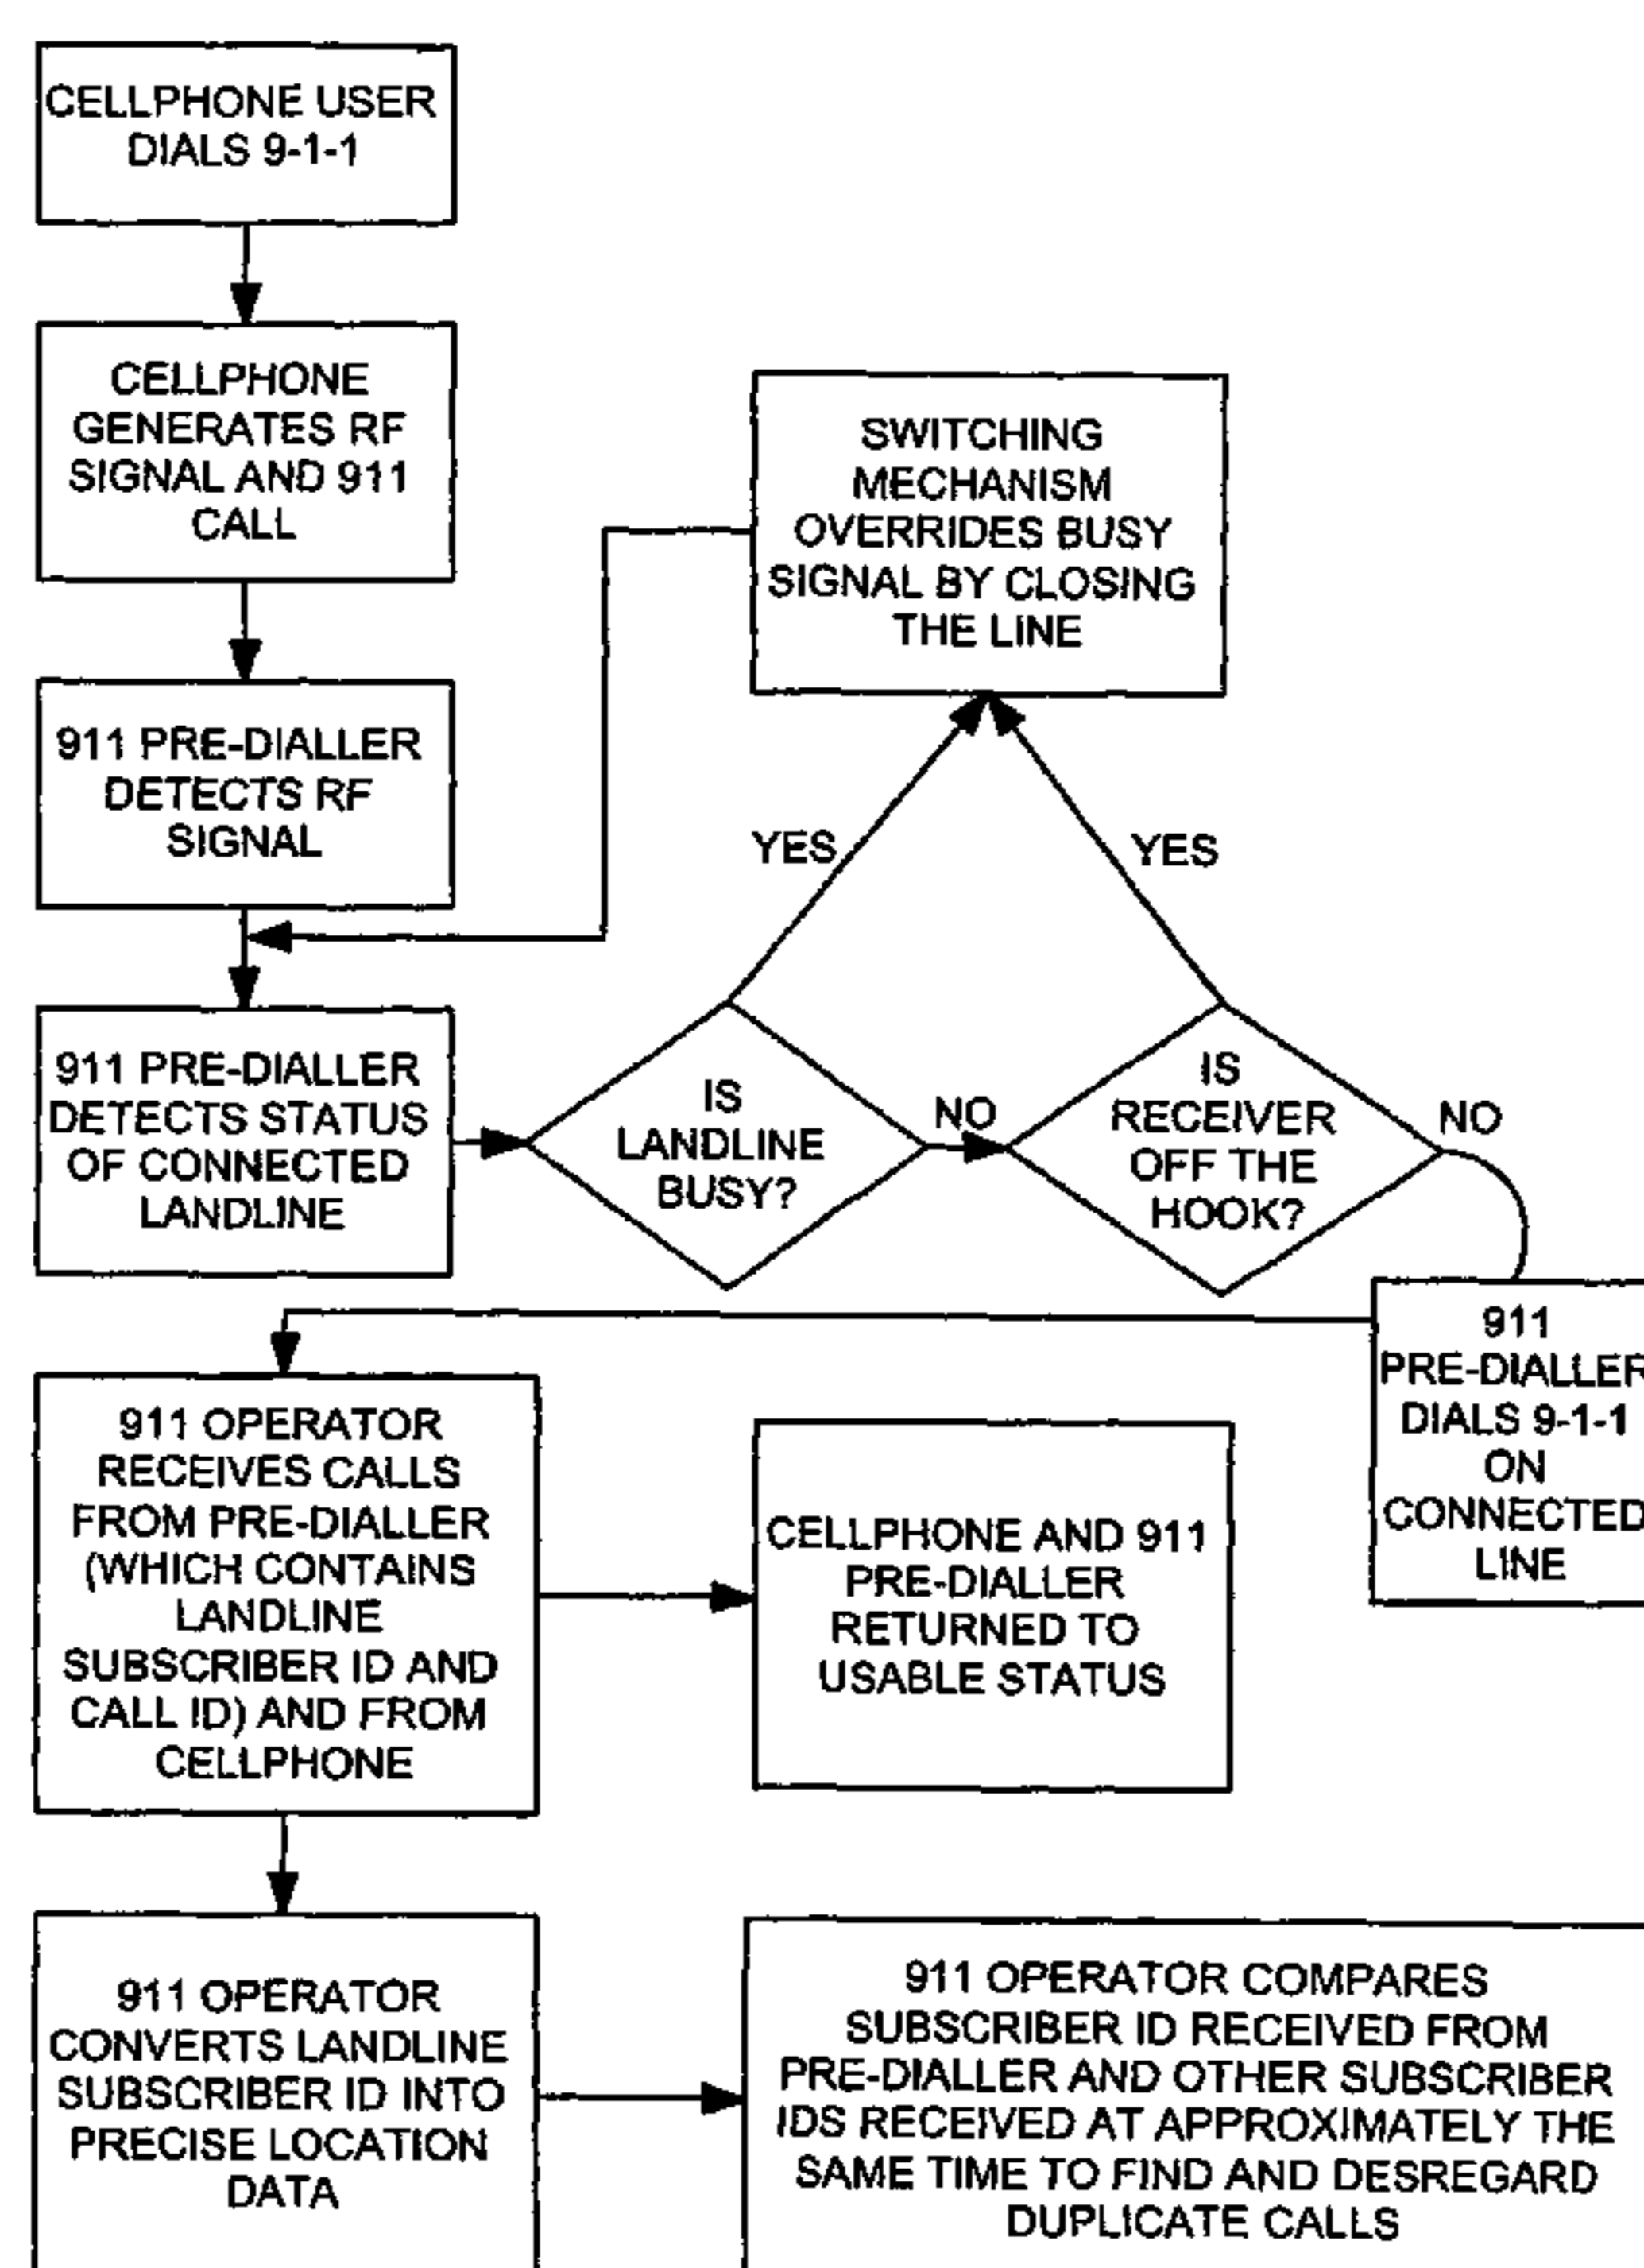 CELLPHONE USER
DIALS 9-1-1
CELLPHONE
GENERATES RF
SIGNAL AND 911
CALL
SWITCHING
MECHANISM
OVERRIDES BUSY
SIGNAL BY CLOSING
THE LINE
911 PRE-DIALLER
DETECTS RF
SIGNAL
YES
YES
911 PRE-DIALLER
DETECTS STATUS
OF CONNECTED
LANDLINE
IS
LANDLINE
BUSY?
NO
IS
RECEIVER
OFF THE
HOOK?
NO
911
PRE-DIALLER
DIALS 9-1-1
ON
CONNECTED
LINE
911 OPERATOR
RECEIVES CALLS
FROM PRE-DIALLER
(WHICH CONTAINS
LANDLINE
SUBSCRIBER ID AND
CALL ID) AND FROM
CELLPHONE
CELLPHONE AND 911
PRE-DIALLER
RETURNED TO
USABLE STATUS
911 OPERATOR
CONVERTS LANDLINE
SUBSCRIBER ID INTO
PRECISE LOCATION
DATA
911 OPERATOR COMPARES
SUBSCRIBER ID RECEIVED FROM
PRE-DIALLER AND OTHER SUBSCRIBER
IDS RECEIVED AT APPROXIMATELY THE
SAME TIME TO FIND AND DESREGARD
DUPLICATE CALLS